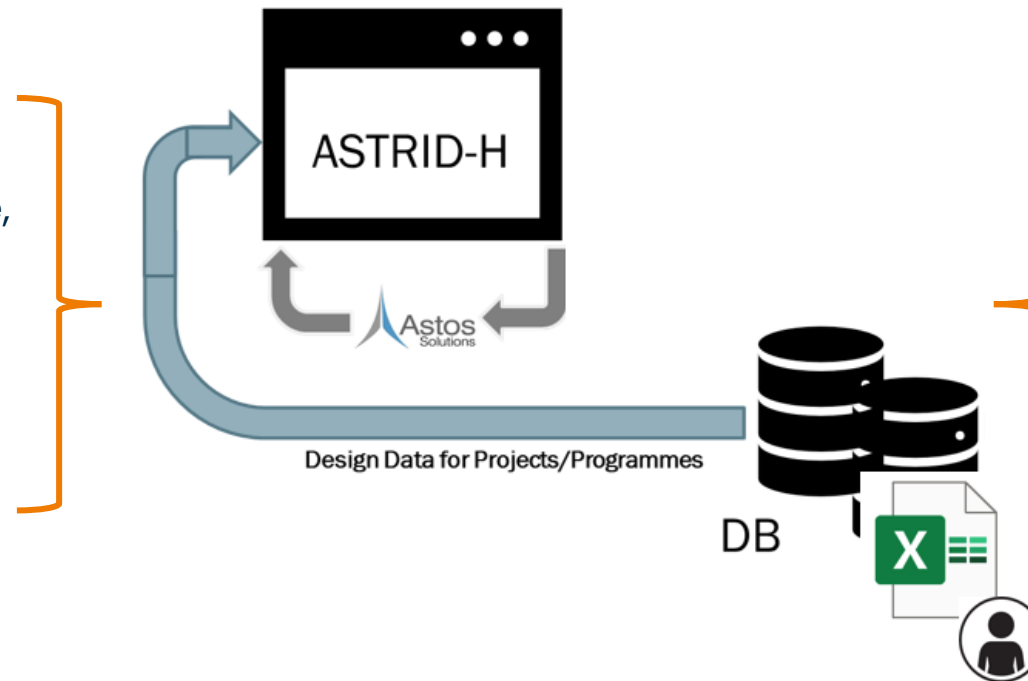 ASTRID-H
e,
Astos
Solutions
Design Data for Projects/Programmes
DB
X